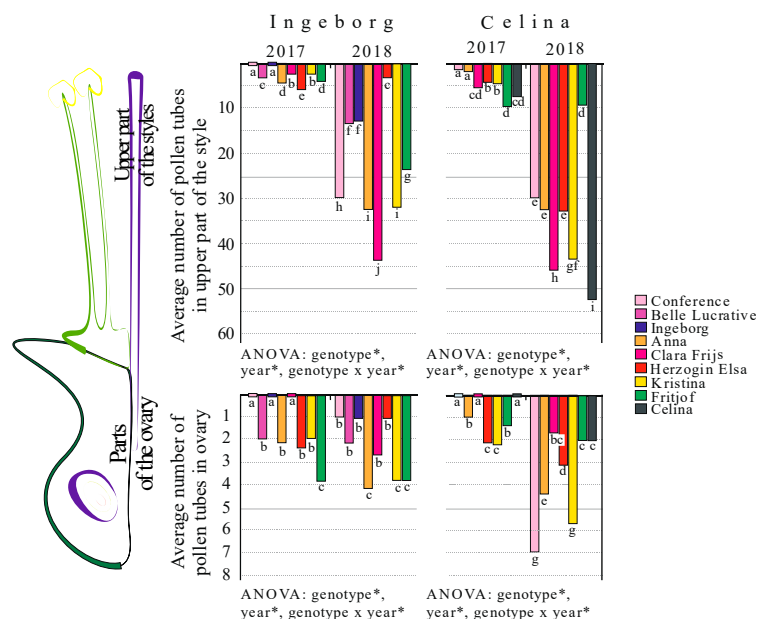 Ingeborg
Celina
2017
2018
2017
2018
Upper part
of the styles
Parts
of the ovary
Average number of pollen tubes
in upper part of the style
10
20
30
40
50
60
a
c
a
d
b
e
c
d
h
f
f
i
j
c
i
g
a
a
cd
b
b
d
cd
e
e
h
e
gf
d
i
ANOVA: genotype*,
year*, genotype x year*
ANOVA: genotype*,
year*, genotype x year*
Average number of
pollen tubes in ovary
1
2
3
4
5
6
7
8
a
b
a
b
a
b
b
c
b
b
b
c
b
b
c
c
a
b
a
b
b
b
a
g
e
bc
d
g
c
c
ANOVA: genotype*,
year*, genotype x year*
ANOVA: genotype*,
year*, genotype x year*
Conference
Belle Lucrative
Ingeborg
Anna
Clara Frijs
Herzogin Elsa
Kristina
Fritjof
Celina